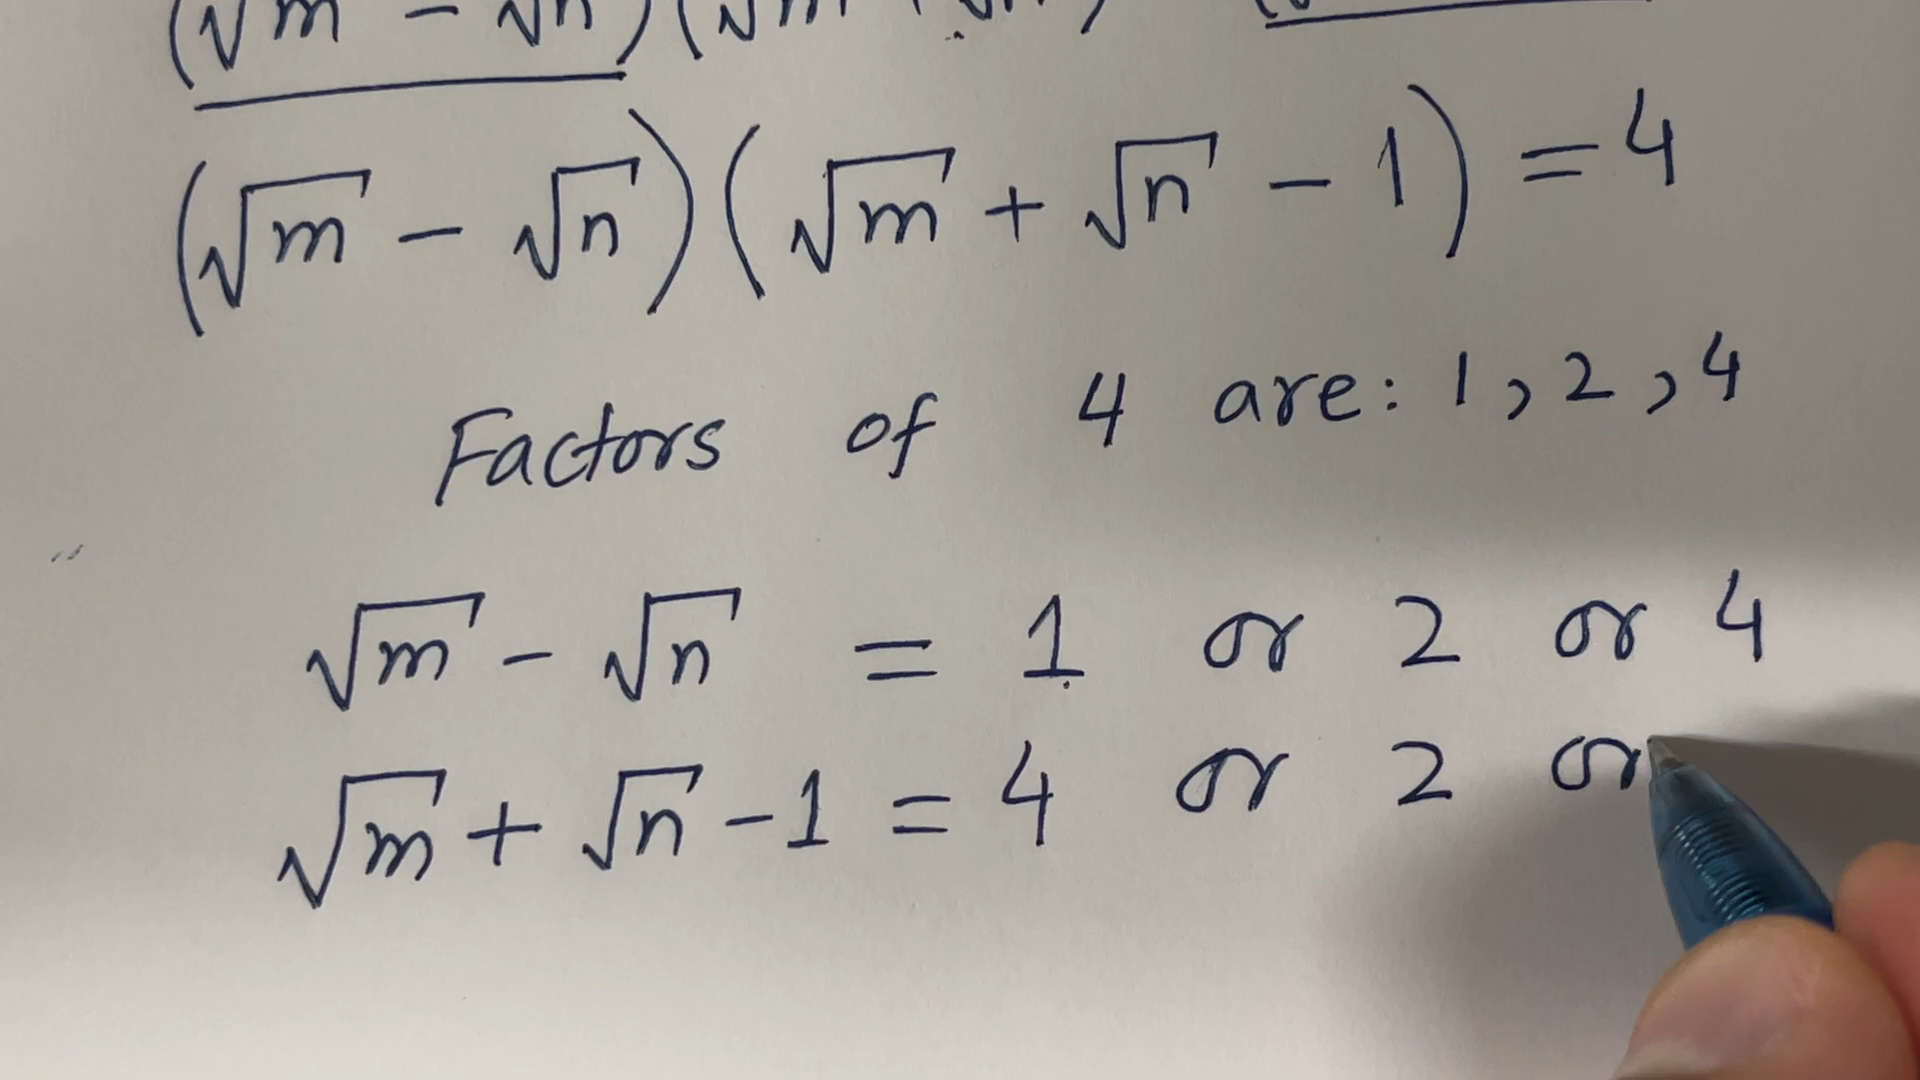 (√m - √n)(√m
(√m - √n)(√m + √n - 1) = 4
Factors of 4 are: 1, 2, 4
√m - √n = 1 or 2 or 4
√m + √n - 1 = 4 or 2 or